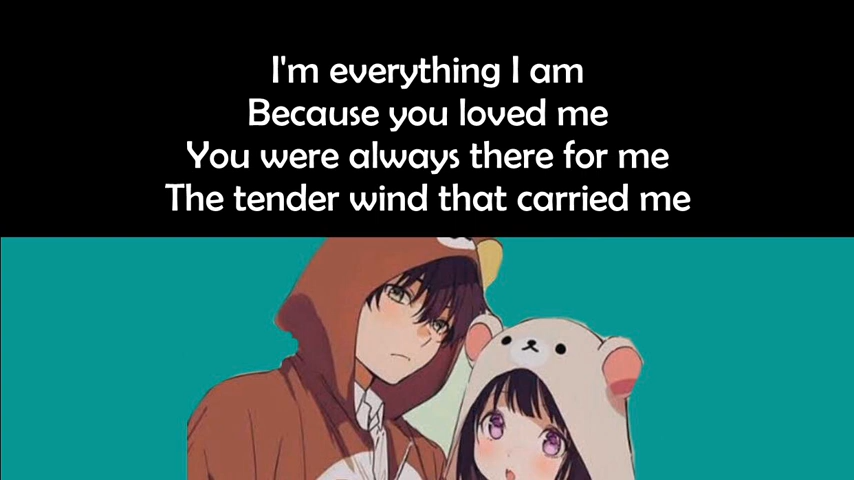 I'm everything I am
Because you loved me
You were always there for me
The tender wind that carried me